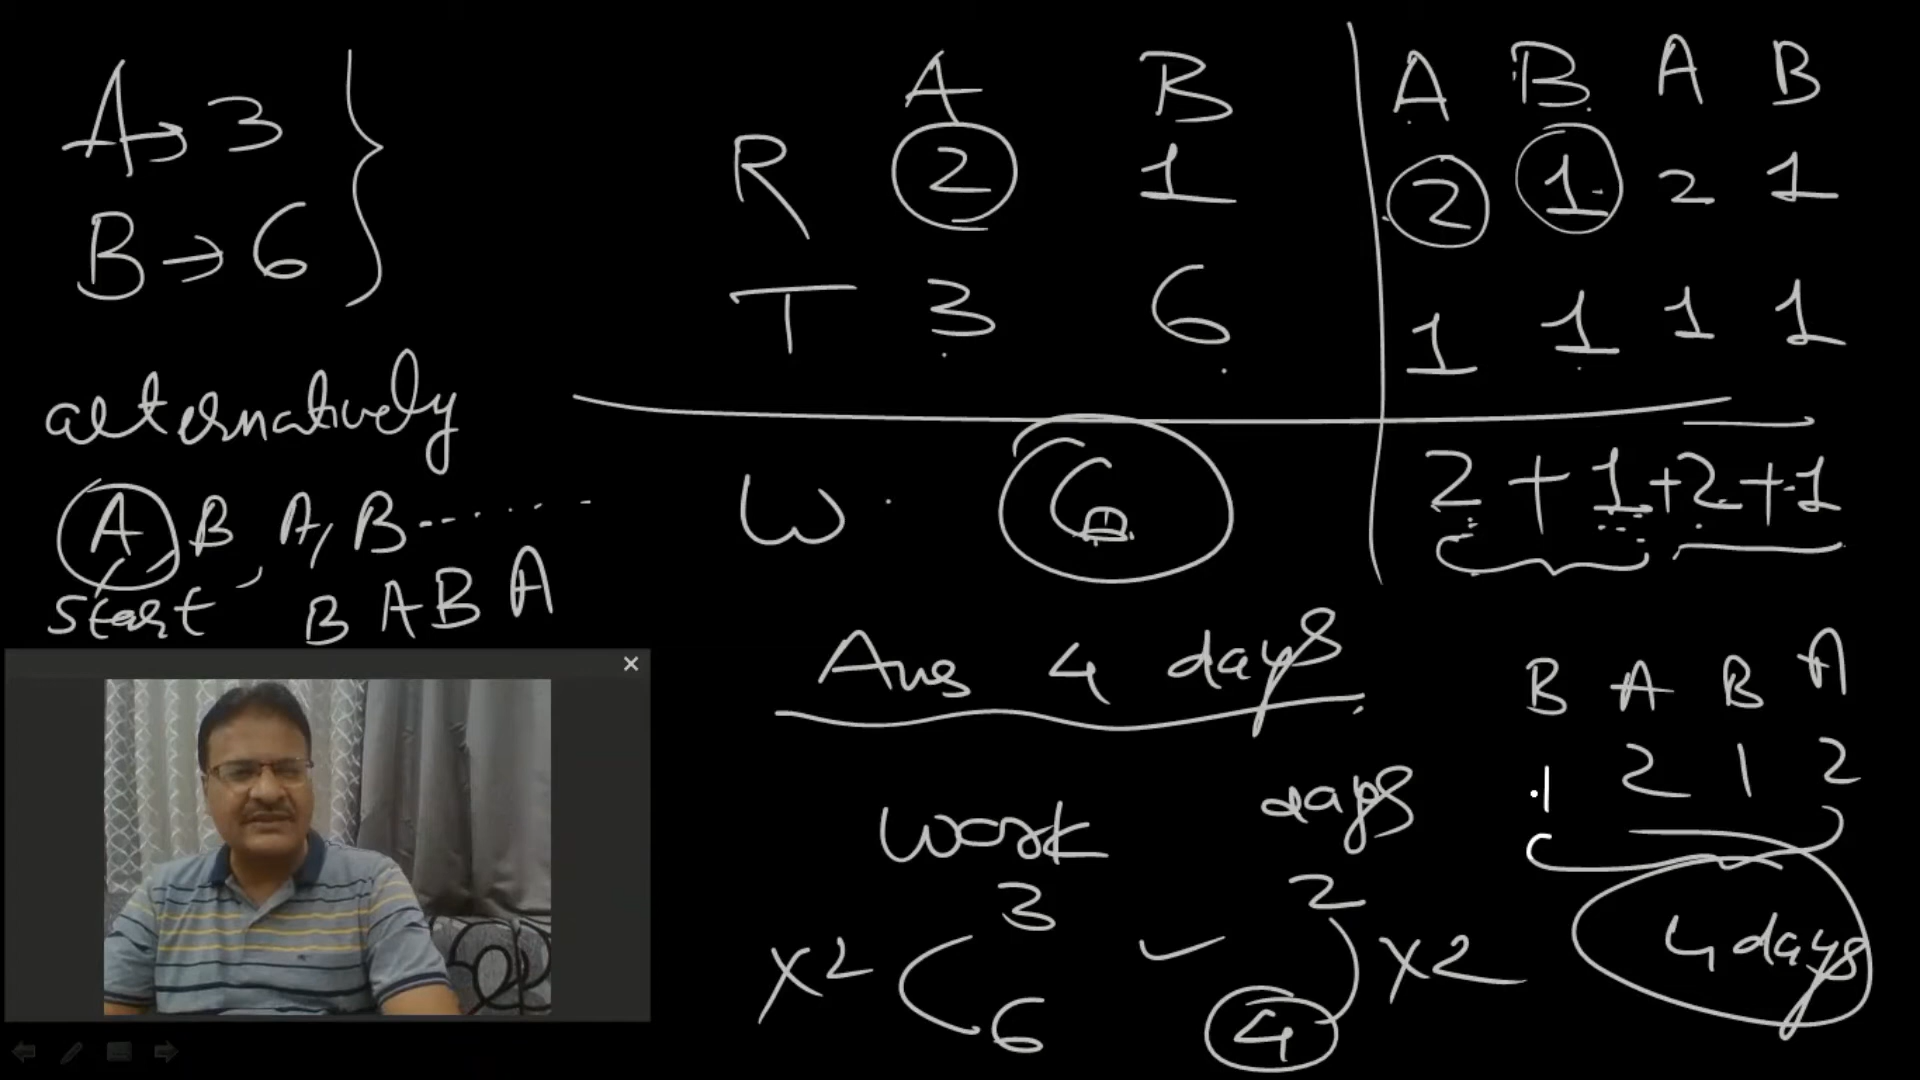 A → 3
B → 6
alternatively
A B, A, B -----......
start B A B A
A B
R 2 1
T 3 6
W 6
A B A B
2 1 2 1
1 1 1 1
2 + 1 + 2 + 1
Ans 4 days
work days
3 2
x2 x2
6 4
B A B A
1 2 1 2
4 days